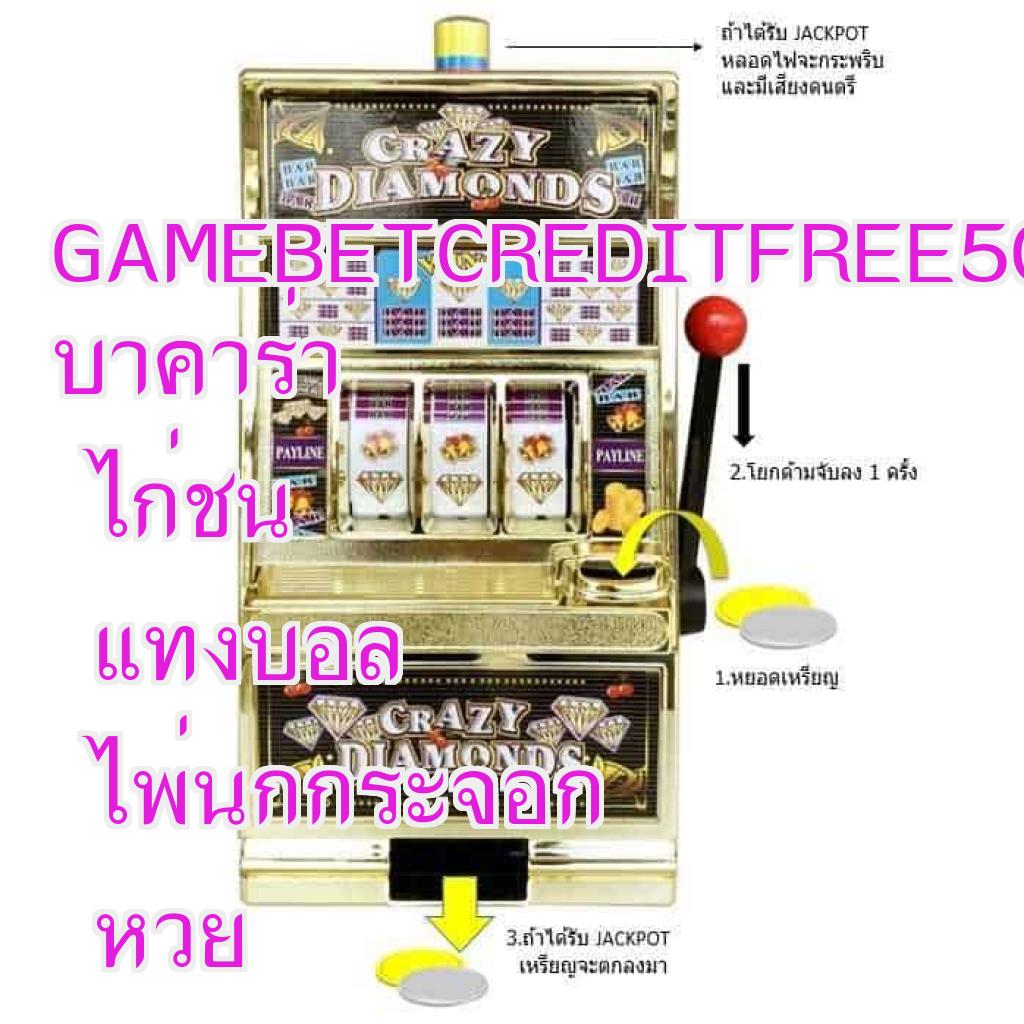 ถ้าได้รับ JACKPOT
หลอดไฟจะกระพริบ
และมีเสียงดนตรี
CRAZY
DIAMONDS
BAR
BAR
BAR
BAR
GAMEBETCREDITFREE50
บาคาร่า
PAYLINE
PAYLINE
2.โยกด้ามจับลง 1 ครั้ง
ไก่ชน
แทงบอล
1.หยอดเหรียญ
CRAZY
DIAMONDS
ไพ่นกกระจอก
หวย
3.ถ้าได้รับ JACKPOT
เหรียญจะตกลงมา